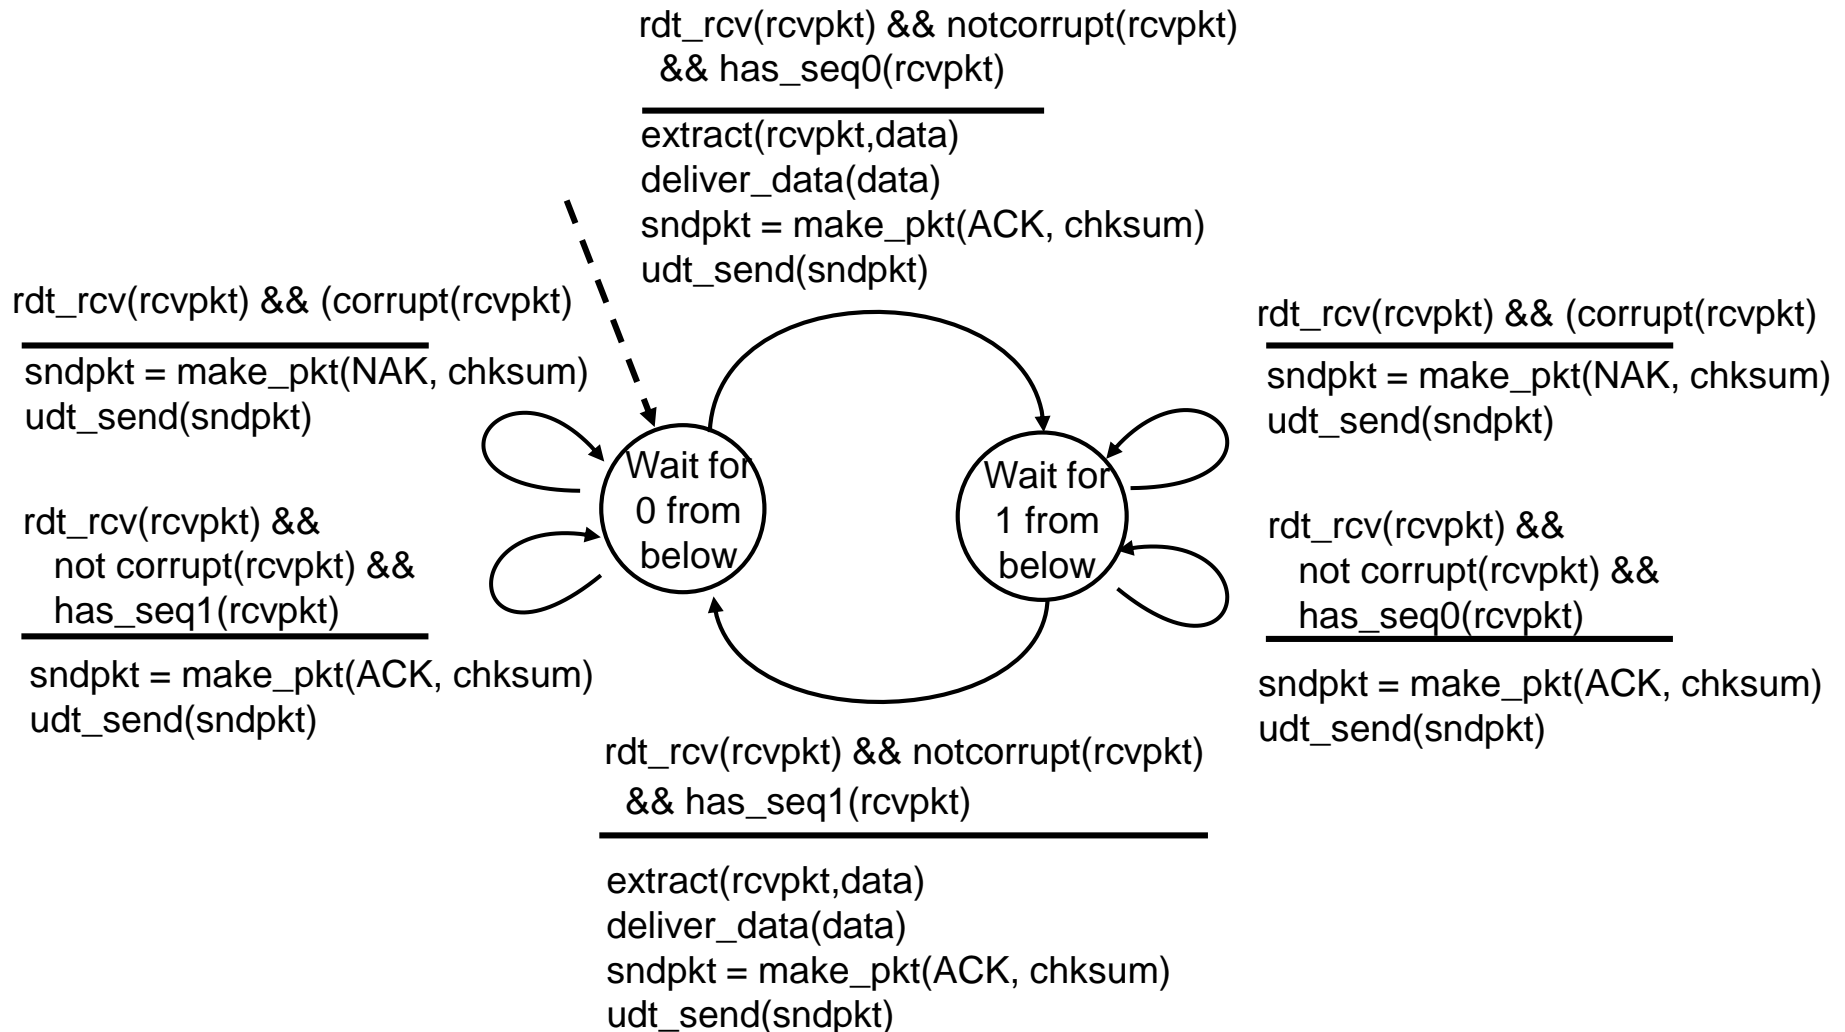 rdt_rcv(rcvpkt) && notcorrupt(rcvpkt)
&& has_seq0(rcvpkt)
extract(rcvpkt,data)
deliver_data(data)
sndpkt = make_pkt(ACK, chksum)
udt_send(sndpkt)
rdt_rcv(rcvpkt) && (corrupt(rcvpkt)
sndpkt = make_pkt(NAK, chksum)
udt_send(sndpkt)
rdt_rcv(rcvpkt) &&
not corrupt(rcvpkt) &&
has_seq1(rcvpkt)
sndpkt = make_pkt(ACK, chksum)
udt_send(sndpkt)
Wait for
0 from
below
Wait for
1 from
below
rdt_rcv(rcvpkt) && (corrupt(rcvpkt)
sndpkt = make_pkt(NAK, chksum)
udt_send(sndpkt)
rdt_rcv(rcvpkt) &&
not corrupt(rcvpkt) &&
has_seq0(rcvpkt)
sndpkt = make_pkt(ACK, chksum)
udt_send(sndpkt)
rdt_rcv(rcvpkt) && notcorrupt(rcvpkt)
&& has_seq1(rcvpkt)
extract(rcvpkt,data)
deliver_data(data)
sndpkt = make_pkt(ACK, chksum)
udt_send(sndpkt)